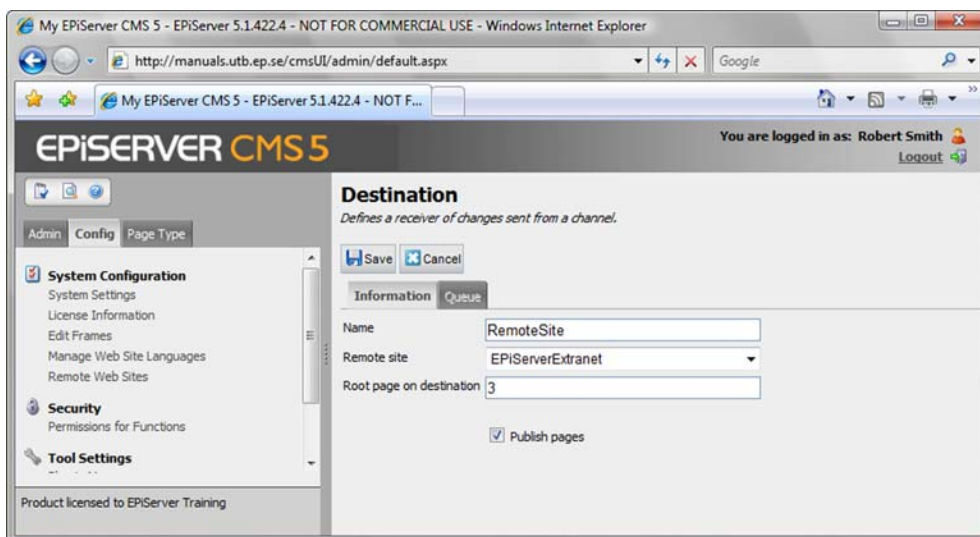 My EPiServer CMS 5 - EPiServer 5.1.422.4 - NOT FOR COMMERCIAL USE - Windows Internet Explorer
http://manuals.utb.ep.se/cmsUI/admin/default.aspx
Google
My EPiServer CMS 5 - EPiServer 5.1.422.4 - NOT F...
EPiSERVER CMS 5
You are logged in as: Robert Smith
Logout
Admin Config Page Type
System Configuration
System Settings
License Information
Edit Frames
Manage Web Site Languages
Remote Web Sites
Security
Permissions for Functions
Tool Settings
Product licensed to EPiServer Training
Destination
Defines a receiver of changes sent from a channel.
Save Cancel
Information Queue
Name RemoteSite
Remote site EPiServerExtranet
Root page on destination 3
Publish pages